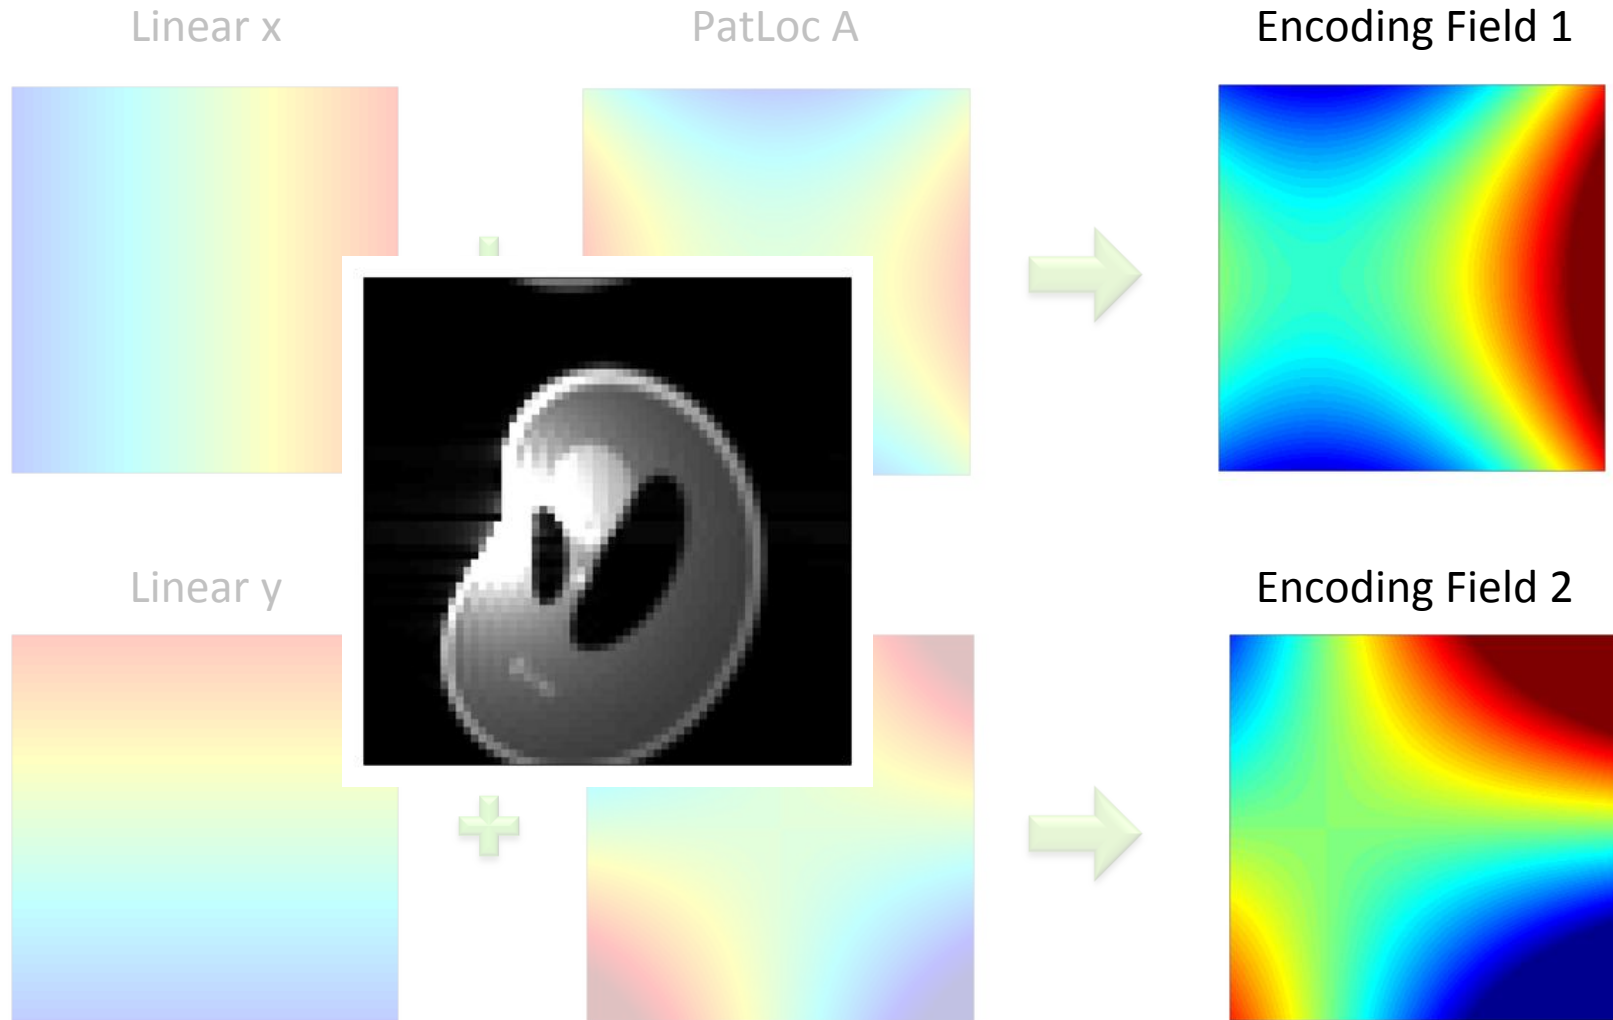 Linear x
PatLoc A
Encoding Field 1
Linear y
Encoding Field 2